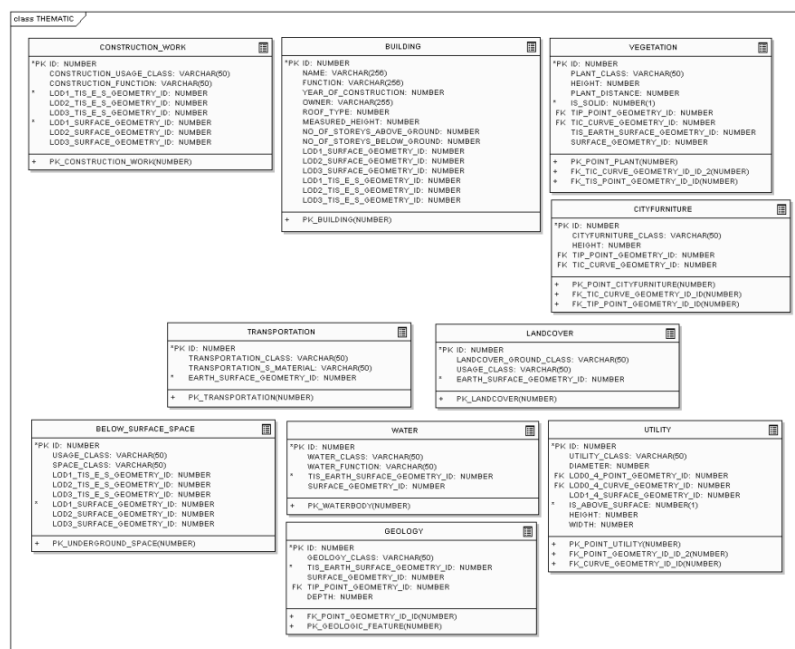 class THEMATIC
CONSTRUCTION_WORK
*PK ID: NUMBER
CONSTRUCTION_USAGE_CLASS: VARCHAR(50)
CONSTRUCTION_FUNCTION: VARCHAR(50)
* LOD1_TIS_E_S_GEOMETRY_ID: NUMBER
LOD2_TIS_E_S_GEOMETRY_ID: NUMBER
LOD3_TIS_E_S_GEOMETRY_ID: NUMBER
* LOD1_SURFACE_GEOMETRY_ID: NUMBER
LOD2_SURFACE_GEOMETRY_ID: NUMBER
LOD3_SURFACE_GEOMETRY_ID: NUMBER
+ PK_CONSTRUCTION_WORK(NUMBER)
BUILDING
*PK ID: NUMBER
NAME: VARCHAR(256)
FUNCTION: VARCHAR(256)
YEAR_OF_CONSTRUCTION: NUMBER
OWNER: VARCHAR(255)
ROOF_TYPE: NUMBER
MEASURED_HEIGHT: NUMBER
NO_OF_STOREYS_ABOVE_GROUND: NUMBER
NO_OF_STOREYS_BELOW_GROUND: NUMBER
LOD1_SURFACE_GEOMETRY_ID: NUMBER
LOD2_SURFACE_GEOMETRY_ID: NUMBER
LOD3_SURFACE_GEOMETRY_ID: NUMBER
LOD1_TIS_E_S_GEOMETRY_ID: NUMBER
LOD2_TIS_E_S_GEOMETRY_ID: NUMBER
LOD3_TIS_E_S_GEOMETRY_ID: NUMBER
+ PK_BUILDING(NUMBER)
VEGETATION
*PK ID: NUMBER
PLANT_CLASS: VARCHAR(50)
HEIGHT: NUMBER
PLANT_DISTANCE: NUMBER
* IS_SOLID: NUMBER(1)
FK TIP_POINT_GEOMETRY_ID: NUMBER
FK TIC_CURVE_GEOMETRY_ID: NUMBER
TIS_EARTH_SURFACE_GEOMETRY_ID: NUMBER
SURFACE_GEOMETRY_ID: NUMBER
+ PK_POINT_PLANT(NUMBER)
+ FK_TIC_CURVE_GEOMETRY_ID_ID_2(NUMBER)
+ FK_TIS_POINT_GEOMETRY_ID_ID(NUMBER)
CITYFURNITURE
*PK ID: NUMBER
CITYFURNITURE_CLASS: VARCHAR(50)
HEIGHT: NUMBER
FK TIP_POINT_GEOMETRY_ID: NUMBER
FK TIC_CURVE_GEOMETRY_ID: NUMBER
+ PK_POINT_CITYFURNITURE(NUMBER)
+ FK_TIC_CURVE_GEOMETRY_ID_ID(NUMBER)
+ FK_TIP_POINT_GEOMETRY_ID_ID(NUMBER)
TRANSPORTATION
*PK ID: NUMBER
TRANSPORTATION_CLASS: VARCHAR(50)
TRANSPORTATION_S_MATERIAL: VARCHAR(50)
* EARTH_SURFACE_GEOMETRY_ID: NUMBER
+ PK_TRANSPORTATION(NUMBER)
LANDCOVER
*PK ID: NUMBER
LANDCOVER_GROUND_CLASS: VARCHAR(50)
USAGE_CLASS: VARCHAR(50)
* EARTH_SURFACE_GEOMETRY_ID: NUMBER
+ PK_LANDCOVER(NUMBER)
BELOW_SURFACE_SPACE
*PK ID: NUMBER
USAGE_CLASS: VARCHAR(50)
SPACE_CLASS: VARCHAR(50)
LOD1_TIS_E_S_GEOMETRY_ID: NUMBER
LOD2_TIS_E_S_GEOMETRY_ID: NUMBER
LOD3_TIS_E_S_GEOMETRY_ID: NUMBER
* LOD1_SURFACE_GEOMETRY_ID: NUMBER
LOD2_SURFACE_GEOMETRY_ID: NUMBER
LOD3_SURFACE_GEOMETRY_ID: NUMBER
+ PK_UNDERGROUND_SPACE(NUMBER)
WATER
*PK ID: NUMBER
WATER_CLASS: VARCHAR(50)
WATER_FUNCTION: VARCHAR(50)
* TIS_EARTH_SURFACE_GEOMETRY_ID: NUMBER
SURFACE_GEOMETRY_ID: NUMBER
+ PK_WATERBODY(NUMBER)
UTILITY
*PK ID: NUMBER
UTILITY_CLASS: VARCHAR(50)
DIAMETER: NUMBER
FK LOD0_4_POINT_GEOMETRY_ID: NUMBER
FK LOD0_4_CURVE_GEOMETRY_ID: NUMBER
LOD1_4_SURFACE_GEOMETRY_ID: NUMBER
* IS_ABOVE_SURFACE: NUMBER(1)
HEIGHT: NUMBER
WIDTH: NUMBER
+ PK_POINT_UTILITY(NUMBER)
+ FK_POINT_GEOMETRY_ID_ID_2(NUMBER)
+ FK_CURVE_GEOMETRY_ID_ID(NUMBER)
GEOLOGY
*PK ID: NUMBER
GEOLOGY_CLASS: VARCHAR(50)
* TIS_EARTH_SURFACE_GEOMETRY_ID: NUMBER
SURFACE_GEOMETRY_ID: NUMBER
FK TIP_POINT_GEOMETRY_ID: NUMBER
DEPTH: NUMBER
+ FK_POINT_GEOMETRY_ID_ID(NUMBER)
+ PK_GEOLOGIC_FEATURE(NUMBER)